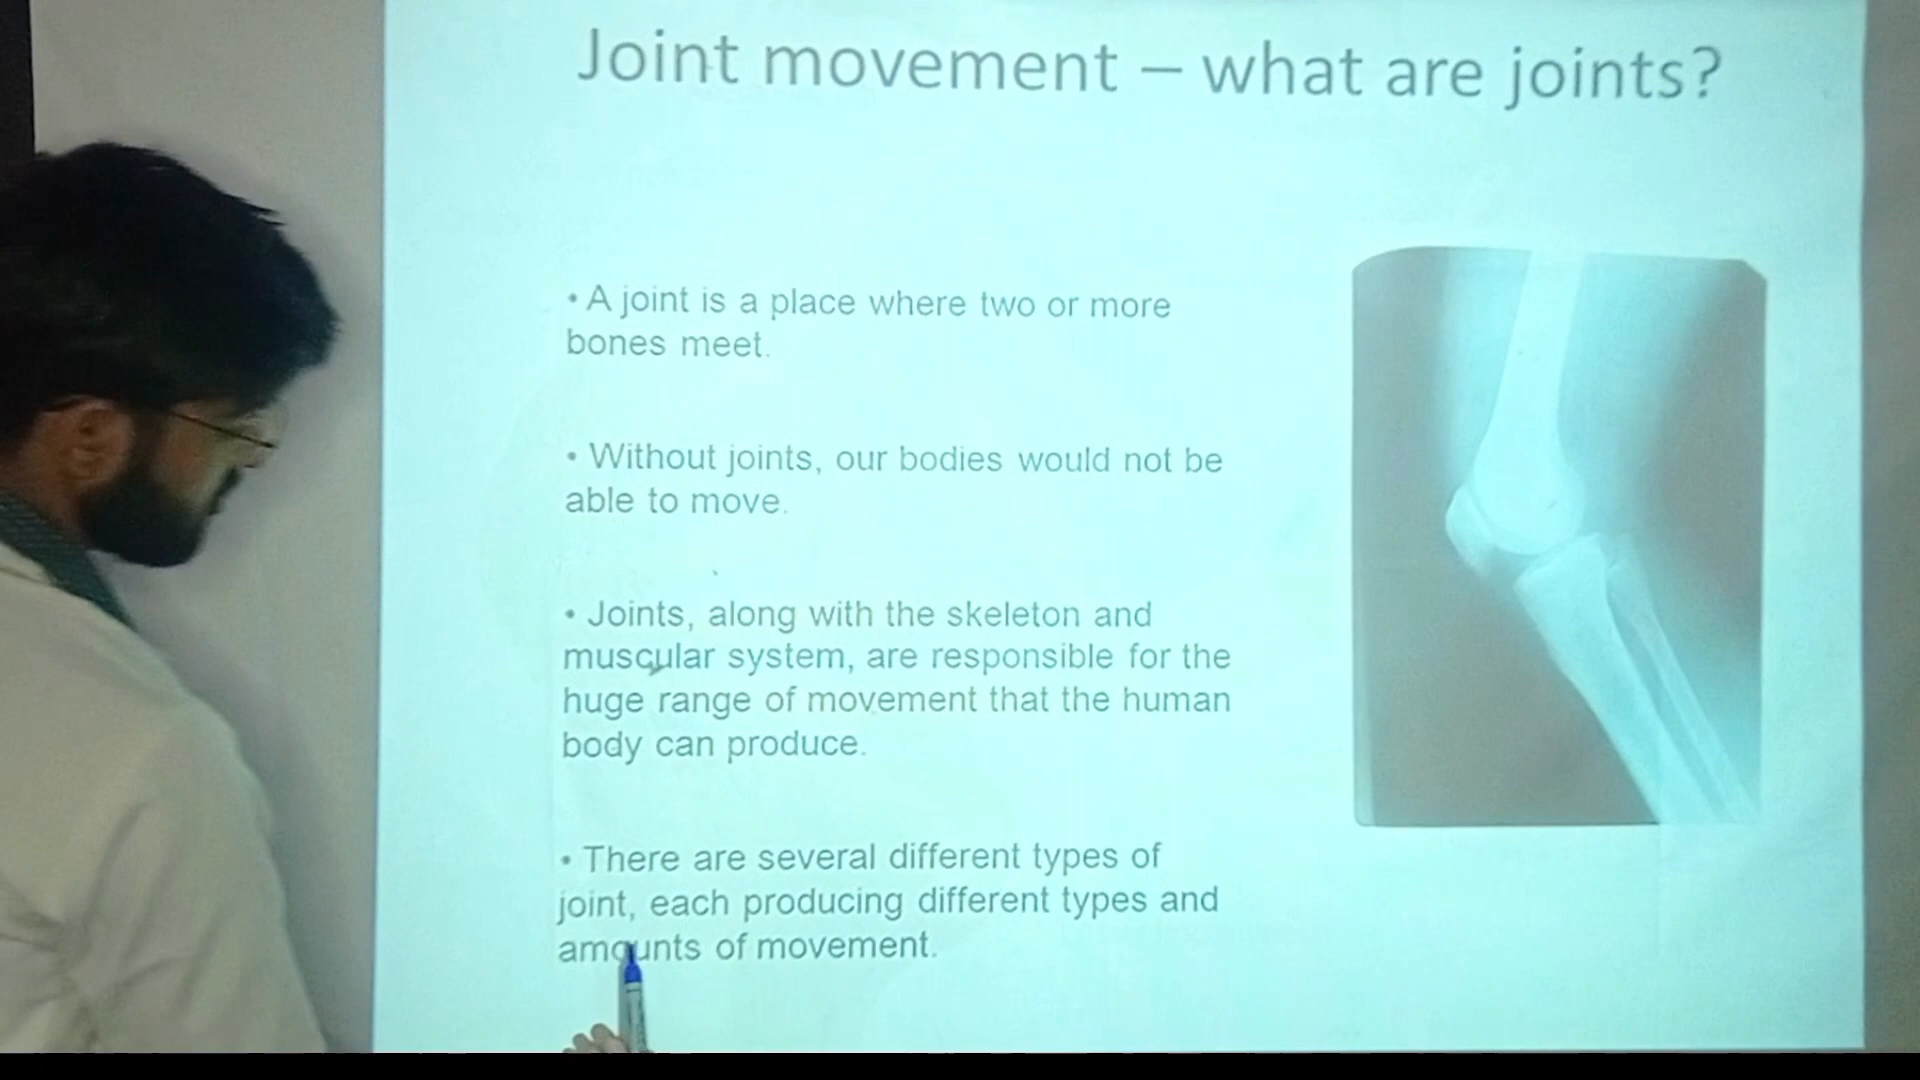 Joint movement – what are joints?
• A joint is a place where two or more
bones meet.
• Without joints, our bodies would not be
able to move.
• Joints, along with the skeleton and
muscular system, are responsible for the
huge range of movement that the human
body can produce.
• There are several different types of
joint, each producing different types and
amounts of movement.